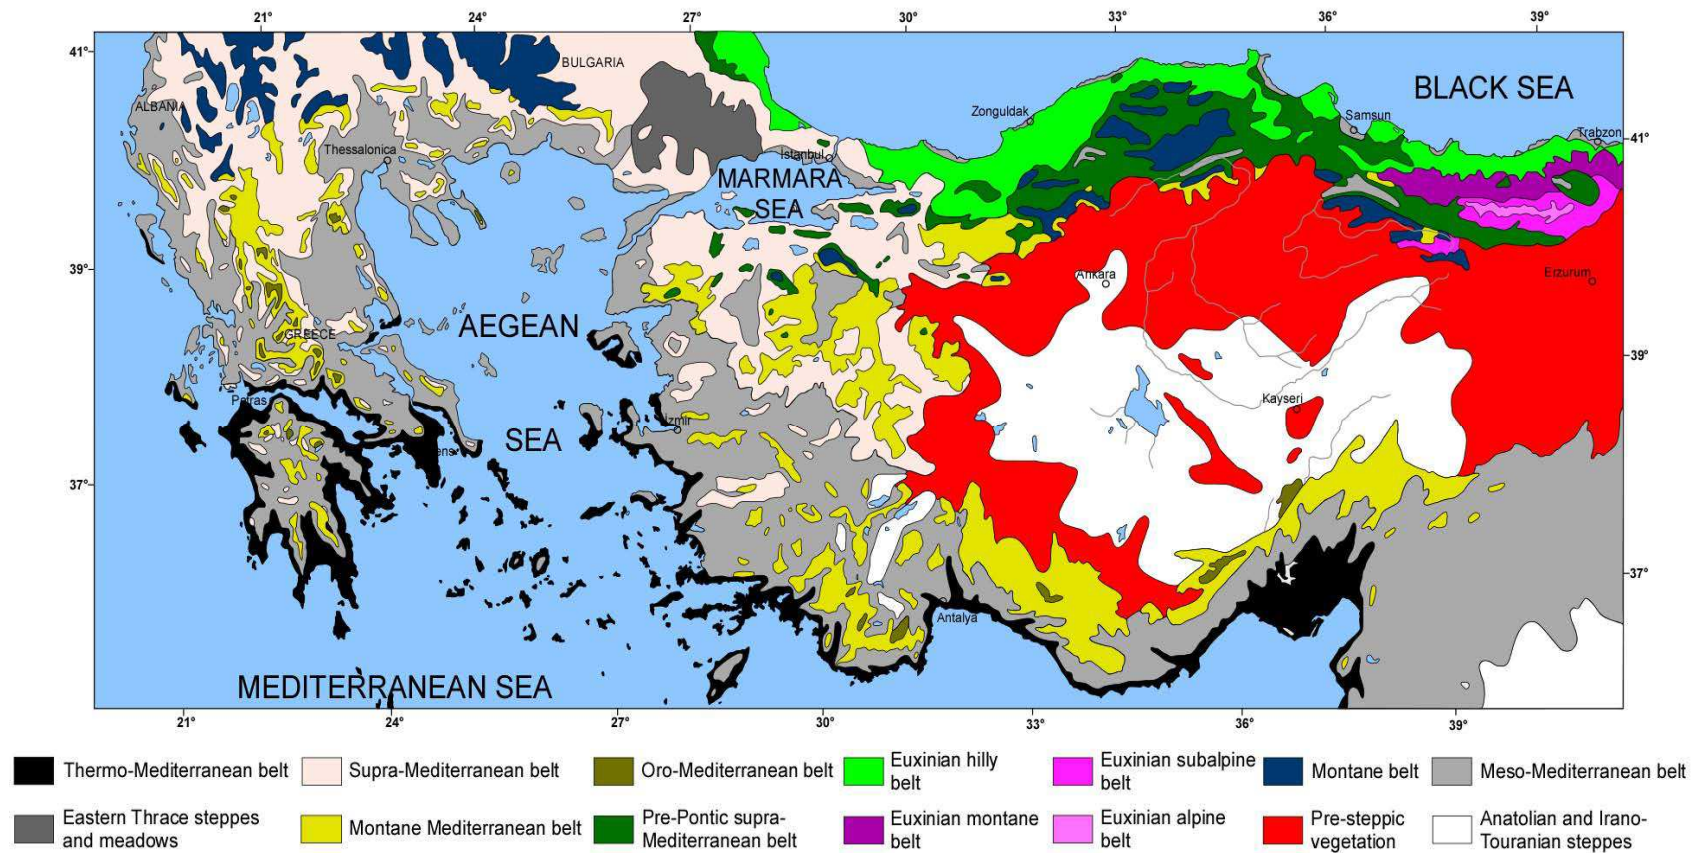 21° 24° 27° 30° 33° 36° 39°
41°
BULGARIA
BLACK SEA
ALBANIA
Zonguldak
Samsun
Trabzon
41°
Thessalonica
Istanbul
MARMARA
SEA
39°
Ankara
Erzurum
AEGEAN
GREECE
39°
Kayseri
Patras
Izmir
SEA
ens
37°
37°
Antalya
MEDITERRANEAN SEA
21° 24° 27° 30° 33° 36° 39°
Thermo-Mediterranean belt
Supra-Mediterranean belt
Oro-Mediterranean belt
Euxinian hilly
belt
Euxinian subalpine
belt
Montane belt
Meso-Mediterranean belt
Eastern Thrace steppes
and meadows
Montane Mediterranean belt
Pre-Pontic supra-
Mediterranean belt
Euxinian montane
belt
Euxinian alpine
belt
Pre-steppic
vegetation
Anatolian and Irano-
Touranian steppes